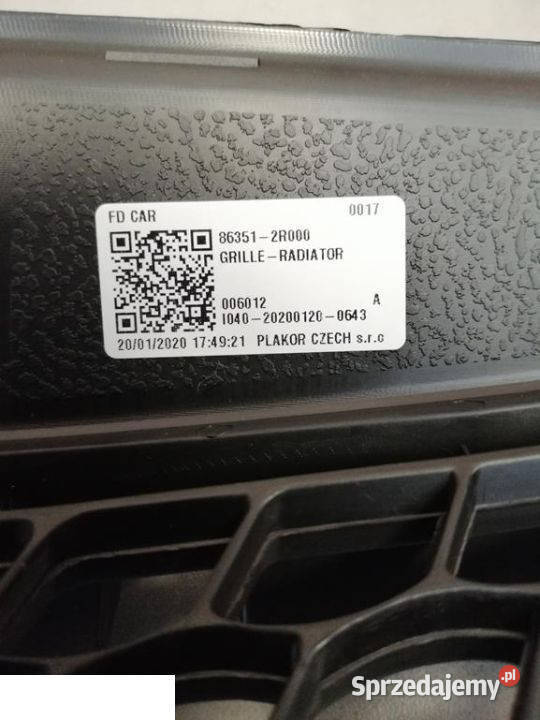 FD CAR 0017
86351-2R000
GRILLE-RADIATOR
006012 A
I040-20200120-0643
20/01/2020 17:49:21 PLAKOR CZECH s.r.o
Sprzedajemy.pl